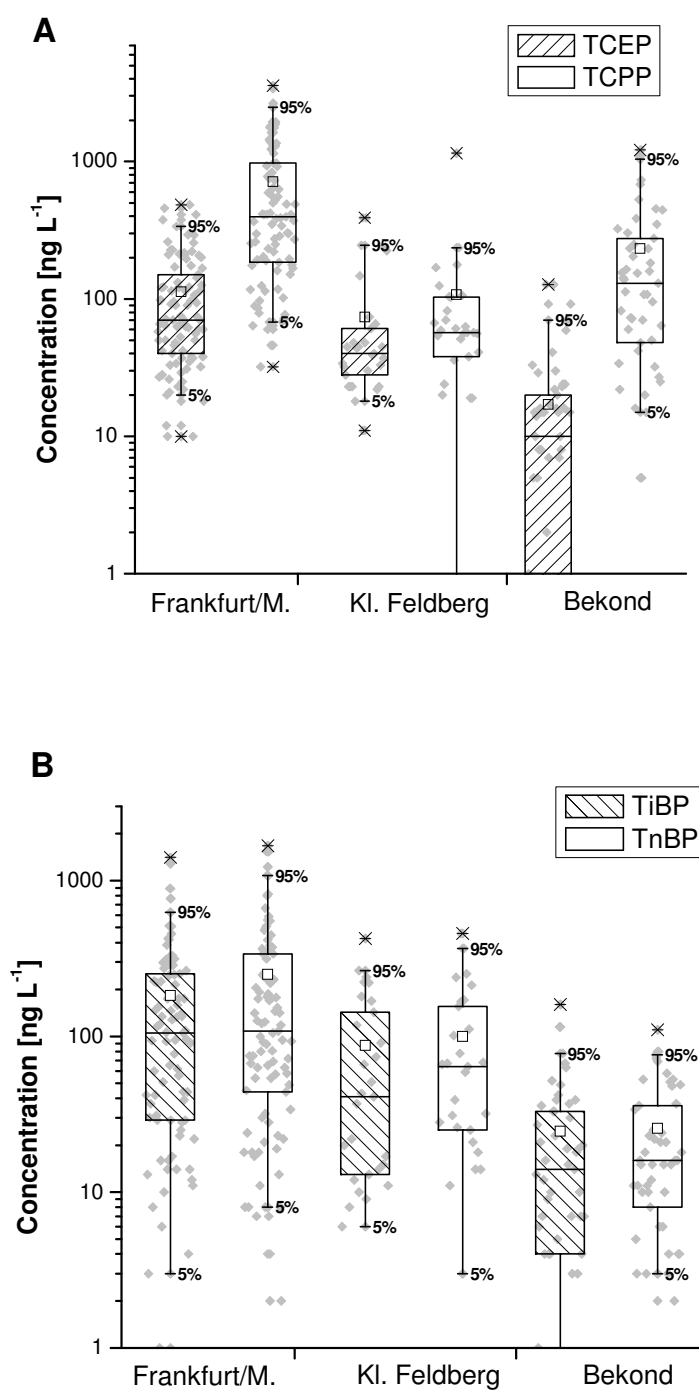 A
TCEP
TCPP
Concentration [ng L⁻¹]
1000
100
10
1
95%
5%
95%
5%
95%
5%
95%
95%
95%
5%
Frankfurt/M. Kl. Feldberg Bekond
B
TiBP
TnBP
Concentration [ng L⁻¹]
1000
100
10
1
95%
5%
95%
5%
95%
5%
95%
5%
95%
95%
5%
Frankfurt/M. Kl. Feldberg Bekond